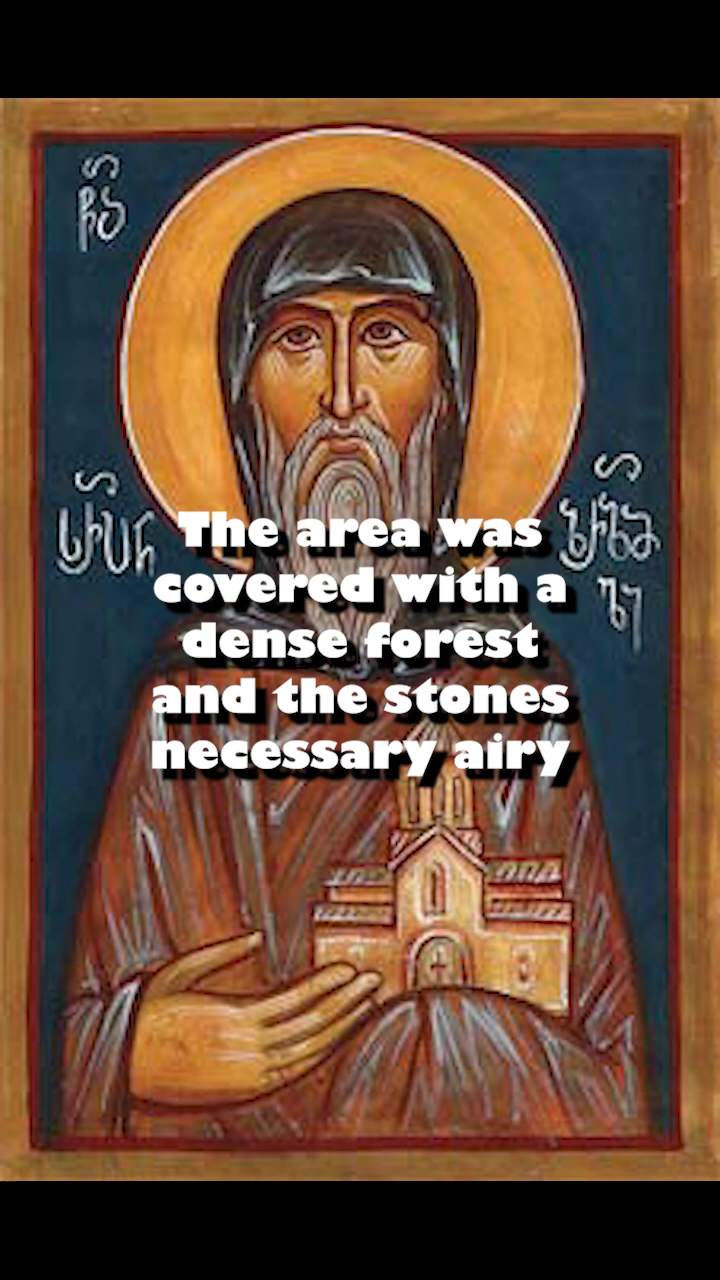 The area was
covered with a
dense forest
and the stones
necessary airy